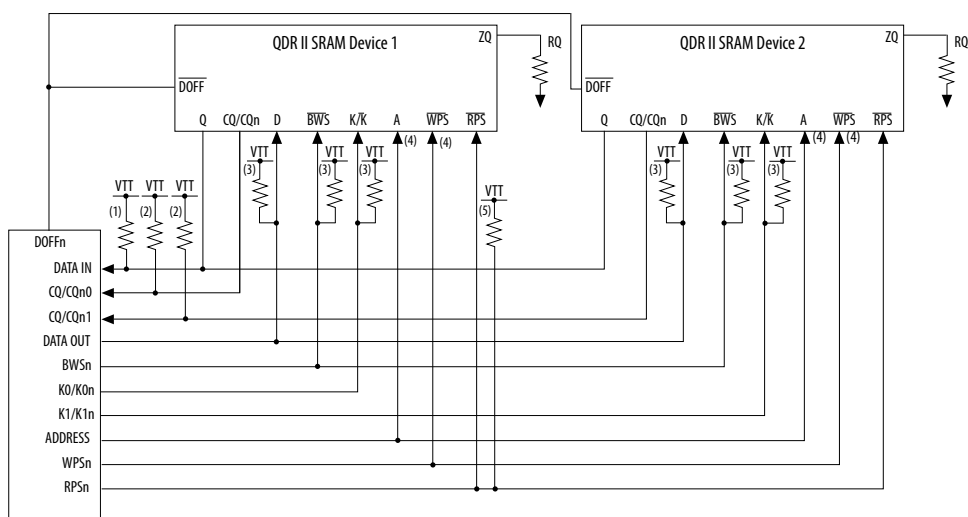 QDR II SRAM Device 1
ZQ
RQ
DOFF
Q
CQ/CQn
D
BWS
K/K
A
WPS
RPS
(4)
(4)
QDR II SRAM Device 2
ZQ
RQ
DOFF
Q
CQ/CQn
D
BWS
K/K
A
WPS
RPS
(4)
(4)
VTT
(3)
VTT
(3)
VTT
(3)
VTT
(3)
VTT
(3)
VTT
(3)
VTT
(1)
VTT
(2)
VTT
(2)
VTT
(5)
DOFFn
DATA IN
CQ/CQn0
CQ/CQn1
DATA OUT
BWSn
K0/K0n
K1/K1n
ADDRESS
WPSn
RPSn